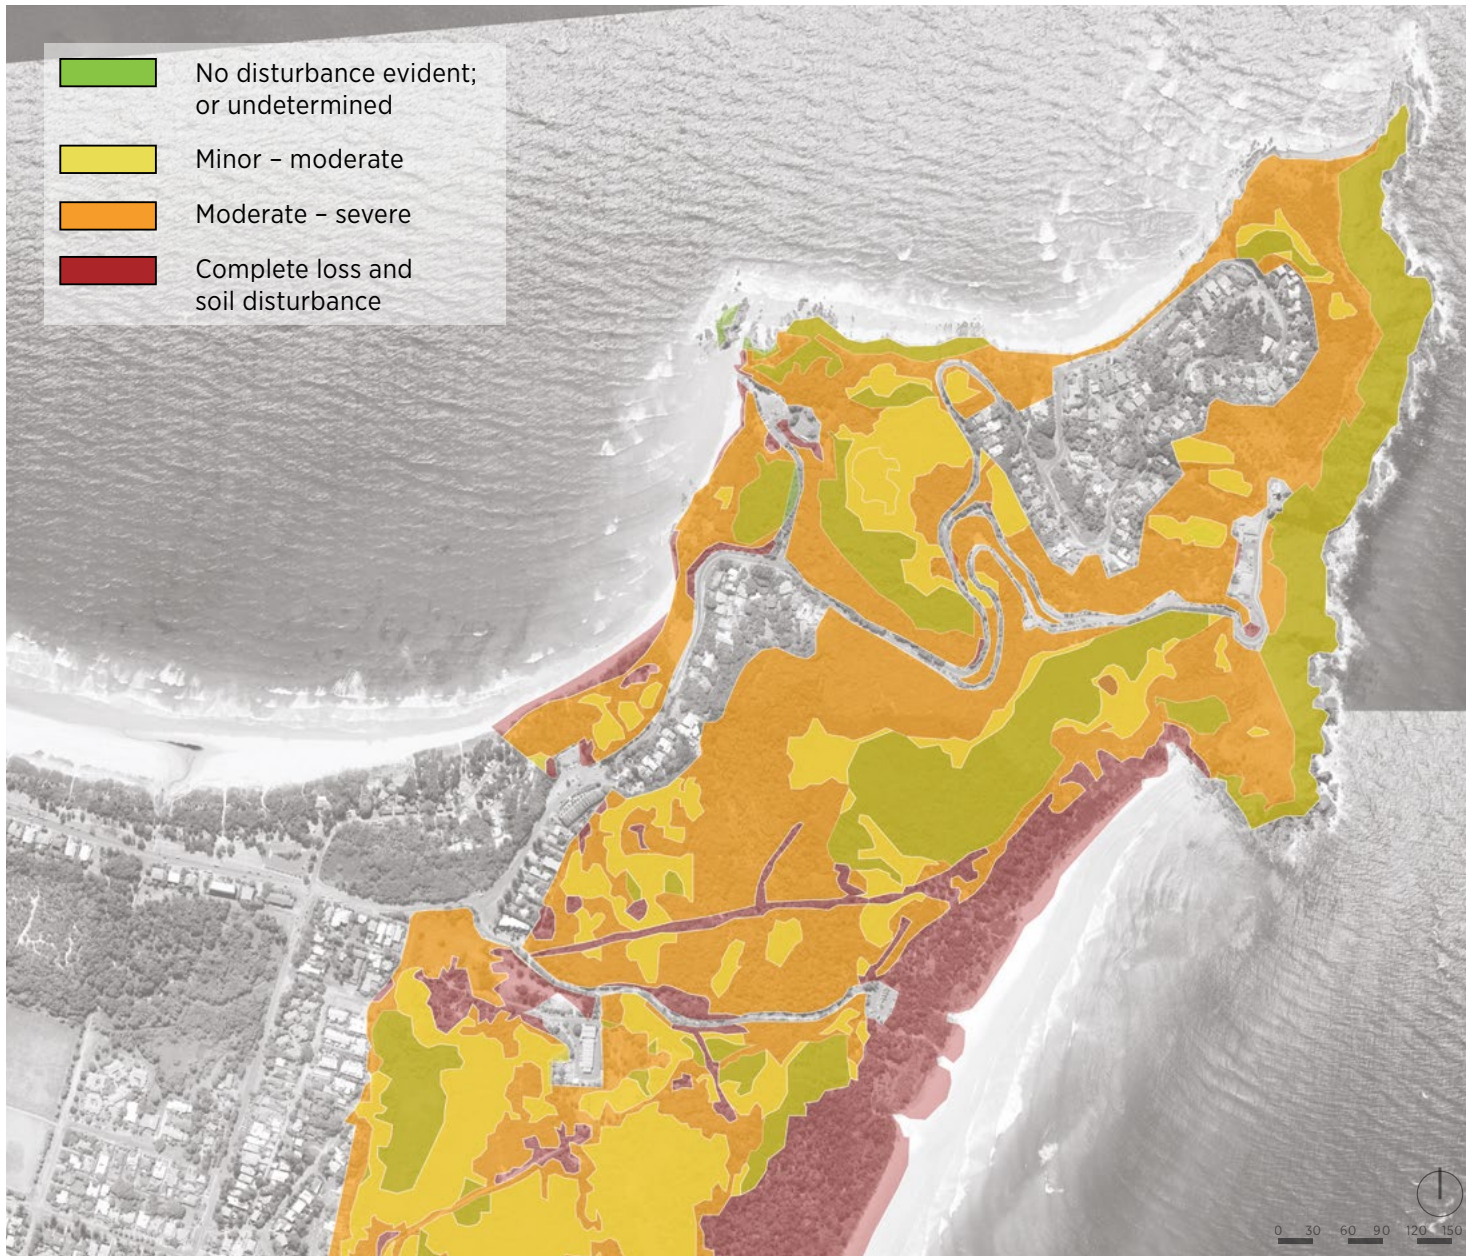 No disturbance evident;
or undetermined
Minor – moderate
Moderate – severe
Complete loss and
soil disturbance
0 30 60 90 120 150